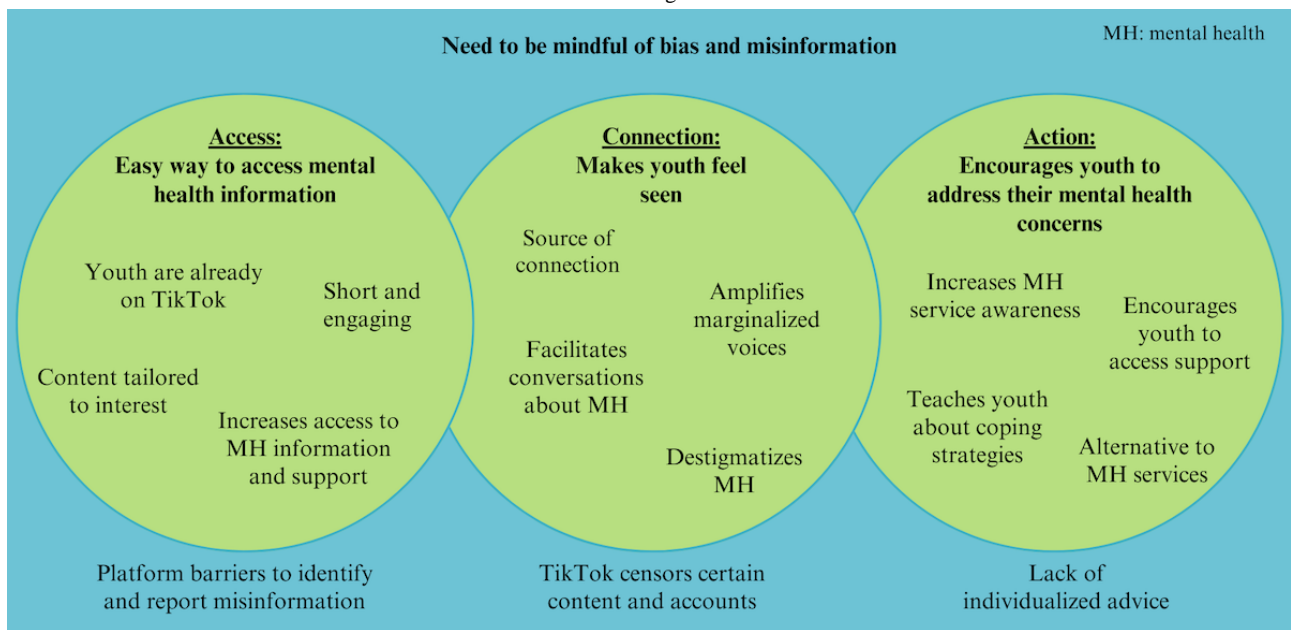 Need to be mindful of bias and misinformation
MH: mental health
Access:
Easy way to access mental
health information
Youth are already
on TikTok
Short and
engaging
Content tailored
to interest
Increases access to
MH information
and support
Connection:
Makes youth feel
seen
Source of
connection
Amplifies
marginalized
voices
Facilitates
conversations
about MH
Destigmatizes
MH
Action:
Encourages youth to
address their mental health
concerns
Increases MH
service awareness
Encourages
youth to
access support
Teaches youth
about coping
strategies
Alternative to
MH services
Platform barriers to identify
and report misinformation
TikTok censors certain
content and accounts
Lack of
individualized advice